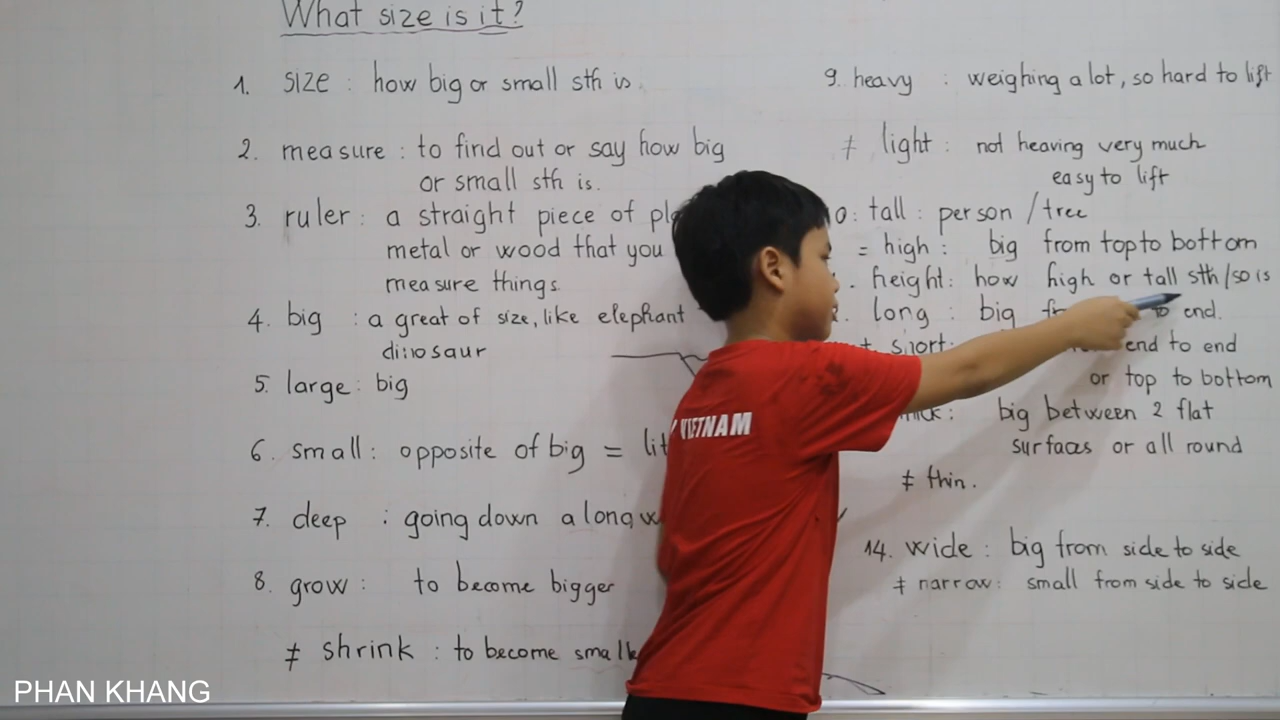 What size is it?
1. size : how big or small sth is.
2. measure : to find out or say how big
or small sth is.
3. ruler : a straight piece of
metal or wood that you
measure things
4. big : a great of size, like elephant
dinosaur
5. large : big
6. small : opposite of big =
7. deep : going down a long
8. grow : to become bigger
≠ shrink : to become
9. heavy : weighing a lot, so hard to lift
≠ light : not heaving very much
easy to lift
tall : person / tree
= high : big from top to bottom
height : how high or tall sth/so is
long : big end.
short : end to end
or top to bottom
big between 2 flat
surfaces or all round
≠ thin.
14. wide : big from side to side
≠ narrow : small from side to side
VIETNAM
PHAN KHANG